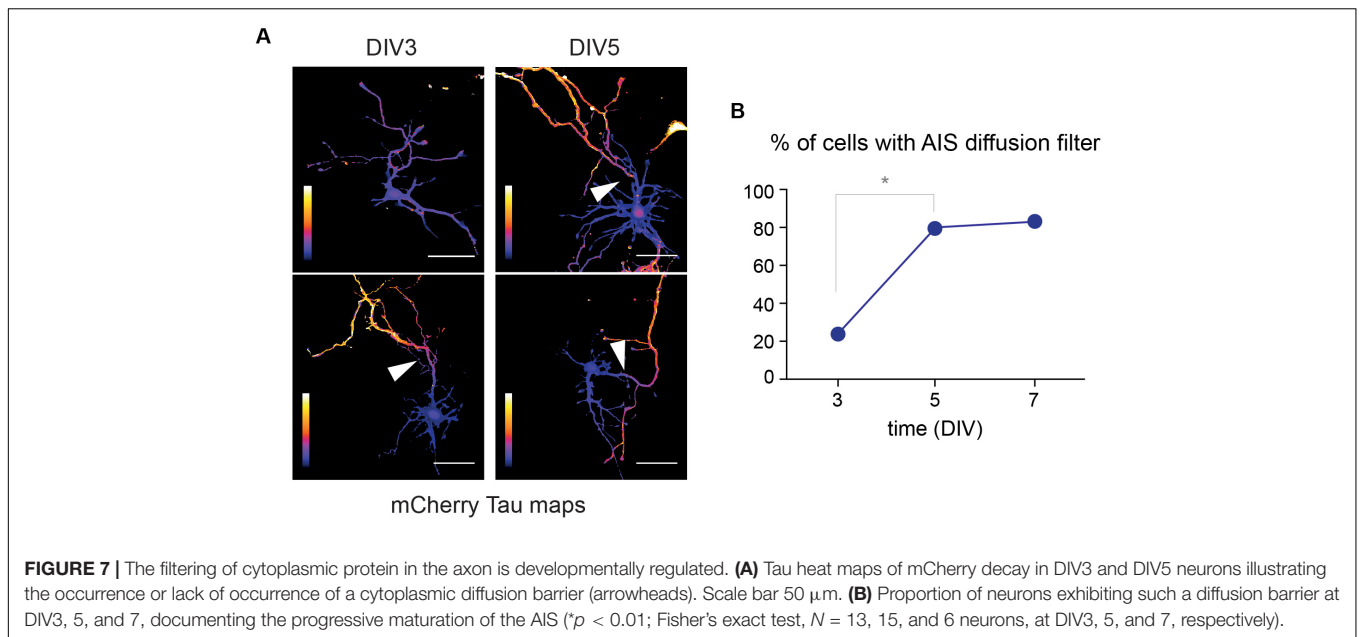 A
DIV3
DIV5
mCherry Tau maps
B
% of cells with AIS diffusion filter
*
100
80
60
40
20
0
3
5
7
time (DIV)
FIGURE 7 | The filtering of cytoplasmic protein in the axon is developmentally regulated. (A) Tau heat maps of mCherry decay in DIV3 and DIV5 neurons illustrating
the occurrence or lack of occurrence of a cytoplasmic diffusion barrier (arrowheads). Scale bar 50 μm. (B) Proportion of neurons exhibiting such a diffusion barrier at
DIV3, 5, and 7, documenting the progressive maturation of the AIS (*p < 0.01; Fisher's exact test, N = 13, 15, and 6 neurons, at DIV3, 5, and 7, respectively).